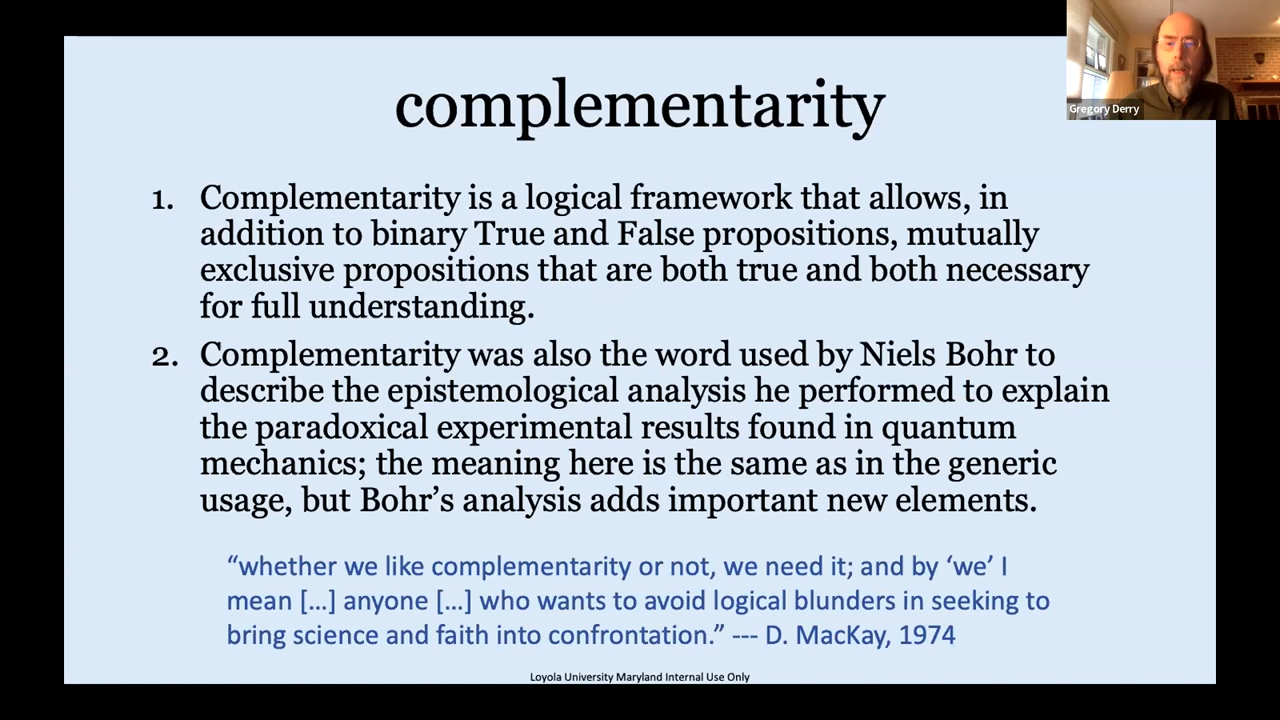 complementarity
Gregory Derry
1. Complementarity is a logical framework that allows, in
addition to binary True and False propositions, mutually
exclusive propositions that are both true and both necessary
for full understanding.
2. Complementarity was also the word used by Niels Bohr to
describe the epistemological analysis he performed to explain
the paradoxical experimental results found in quantum
mechanics; the meaning here is the same as in the generic
usage, but Bohr’s analysis adds important new elements.
“whether we like complementarity or not, we need it; and by ‘we’ I
mean […] anyone […] who wants to avoid logical blunders in seeking to
bring science and faith into confrontation.” --- D. MacKay, 1974
Loyola University Maryland Internal Use Only